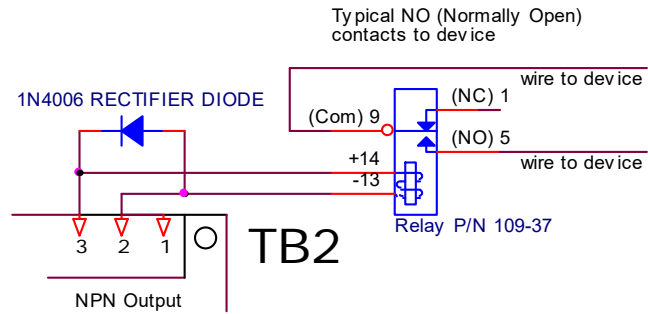 Typical NO (Normally Open)
contacts to device
wire to device
1N4006 RECTIFIER DIODE
(NC) 1
(Com) 9
(NO) 5
+14
wire to device
-13
Relay P/N 109-37
3 2 1
TB2
NPN Output